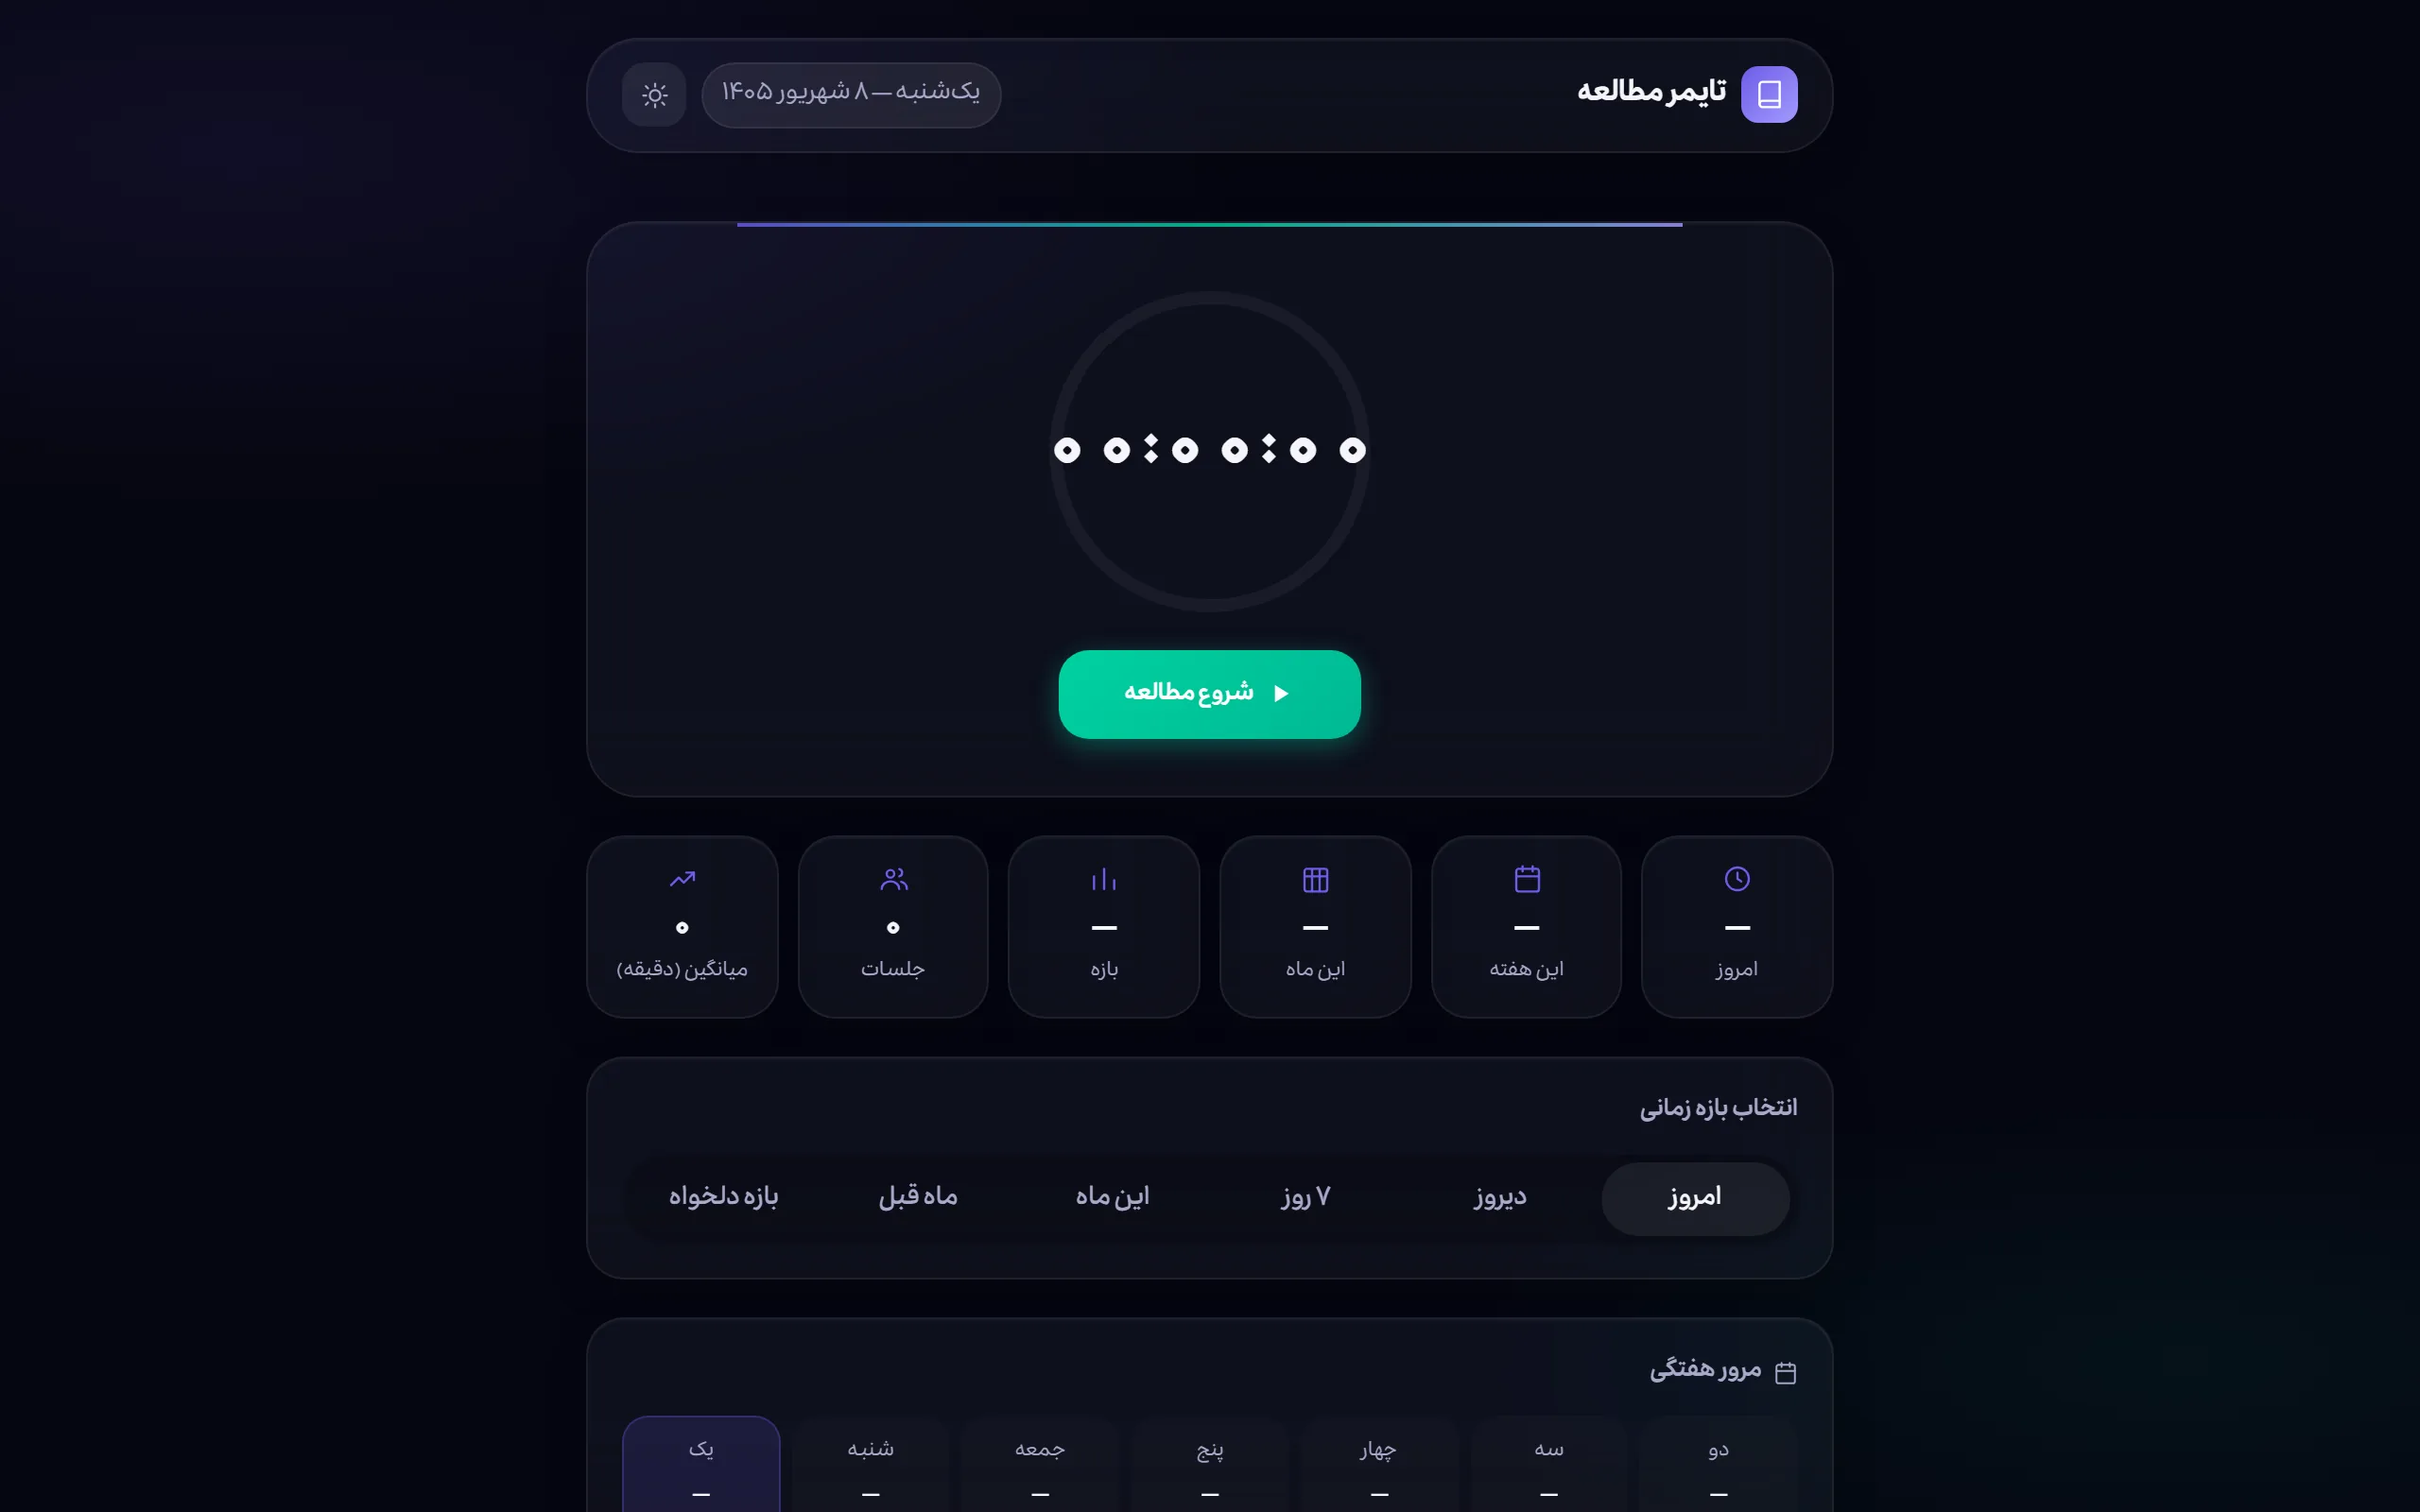 تایمر مطالعه
یک‌شنبه — ۸ شهریور ۱۴۰۵
۰۰:۰۰:۰۰
شروع مطالعه
—
امروز
—
این هفته
—
این ماه
—
بازه
۰
جلسات
۰
میانگین (دقیقه)
انتخاب بازه زمانی
امروز
دیروز
۷ روز
این ماه
ماه قبل
بازه دلخواه
مرور هفتگی
دو
—
سه
—
چهار
—
پنج
—
جمعه
—
شنبه
—
یک
—